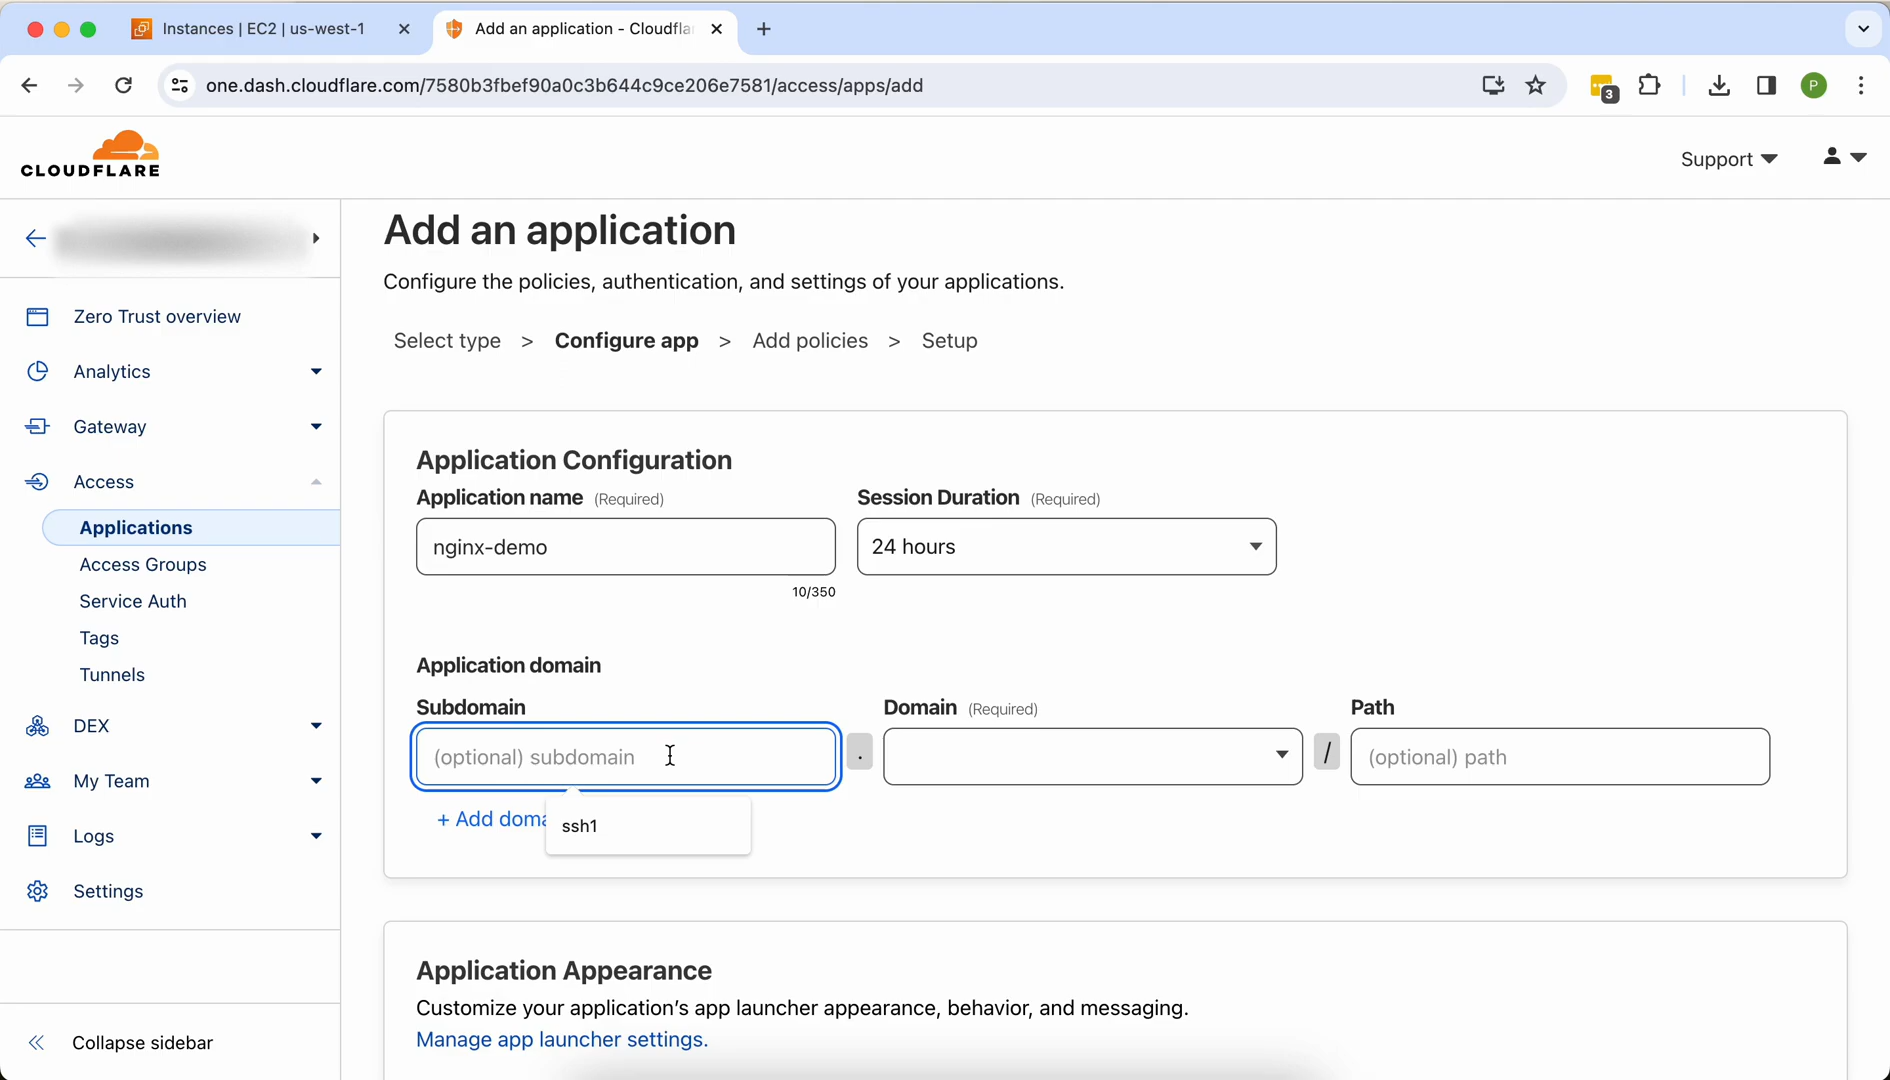 Instances | EC2 | us-west-1
Add an application - Cloudflar
one.dash.cloudflare.com/7580b3fbef90a0c3b644c9ce206e7581/access/apps/add
3
P
CLOUDFLARE
Support
Zero Trust overview
Analytics
Gateway
Access
Applications
Access Groups
Service Auth
Tags
Tunnels
DEX
My Team
Logs
Settings
Collapse sidebar
Add an application
Configure the policies, authentication, and settings of your applications.
Select type > Configure app > Add policies > Setup
Application Configuration
Application name (Required)
nginx-demo
10/350
Session Duration (Required)
24 hours
Application domain
Subdomain
(optional) subdomain
.
Domain (Required)
/
Path
(optional) path
+ Add doma
ssh1
Application Appearance
Customize your application's app launcher appearance, behavior, and messaging.
Manage app launcher settings.